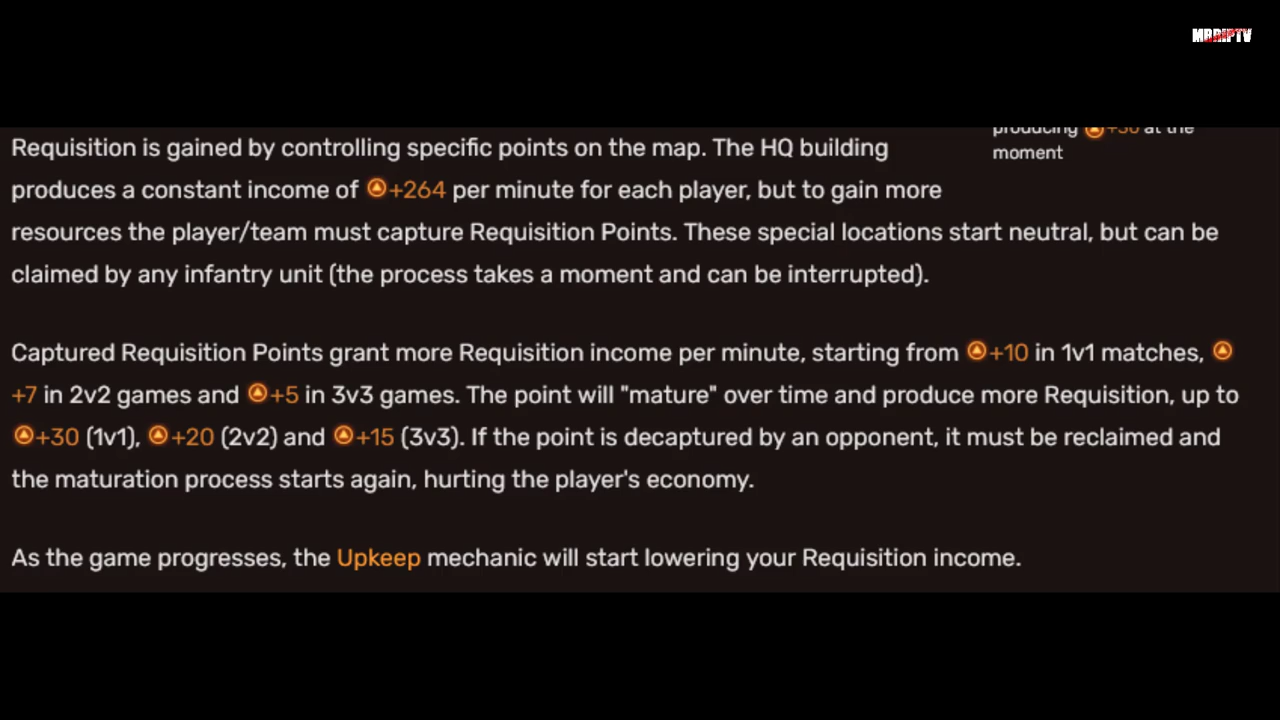 MRRIPTV
producing +30 at the
moment
Requisition is gained by controlling specific points on the map. The HQ building
produces a constant income of +264 per minute for each player, but to gain more
resources the player/team must capture Requisition Points. These special locations start neutral, but can be
claimed by any infantry unit (the process takes a moment and can be interrupted).
Captured Requisition Points grant more Requisition income per minute, starting from +10 in 1v1 matches,
+7 in 2v2 games and +5 in 3v3 games. The point will "mature" over time and produce more Requisition, up to
+30 (1v1), +20 (2v2) and +15 (3v3). If the point is decaptured by an opponent, it must be reclaimed and
the maturation process starts again, hurting the player's economy.
As the game progresses, the Upkeep mechanic will start lowering your Requisition income.